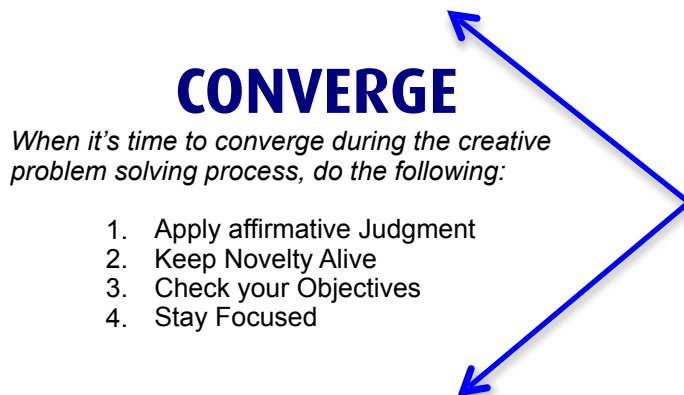 CONVERGE
When it's time to converge during the creative
problem solving process, do the following:
1. Apply affirmative Judgment
2. Keep Novelty Alive
3. Check your Objectives
4. Stay Focused